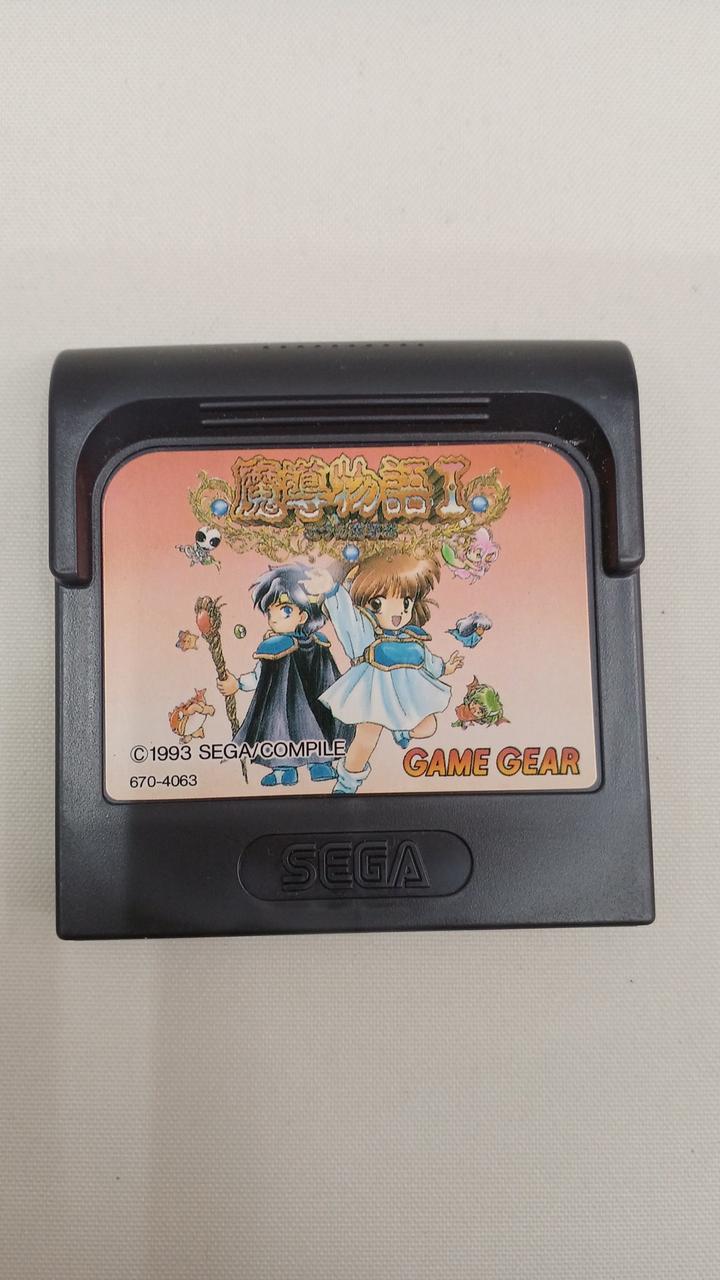 魔導物語I
©1993 SEGA/COMPILE
GAME GEAR
670-4063
SEGA